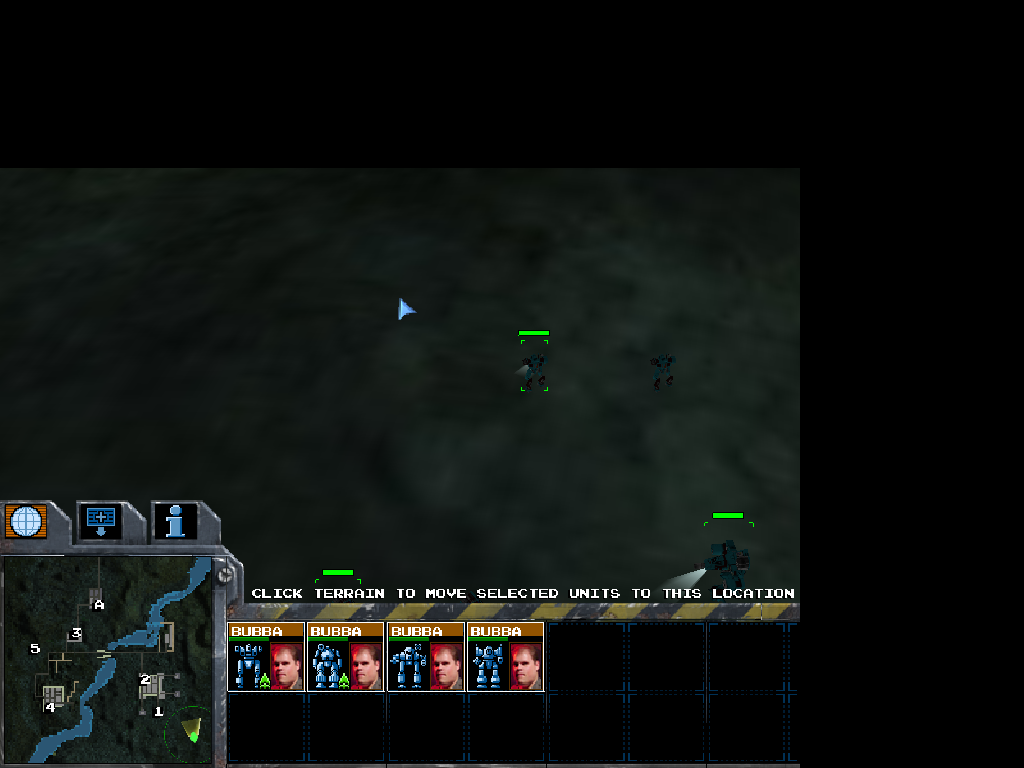 CLICK TERRAIN TO MOVE SELECTED UNITS TO THIS LOCATION
A
3
5
2
4
1
BUBBA BUBBA BUBBA BUBBA